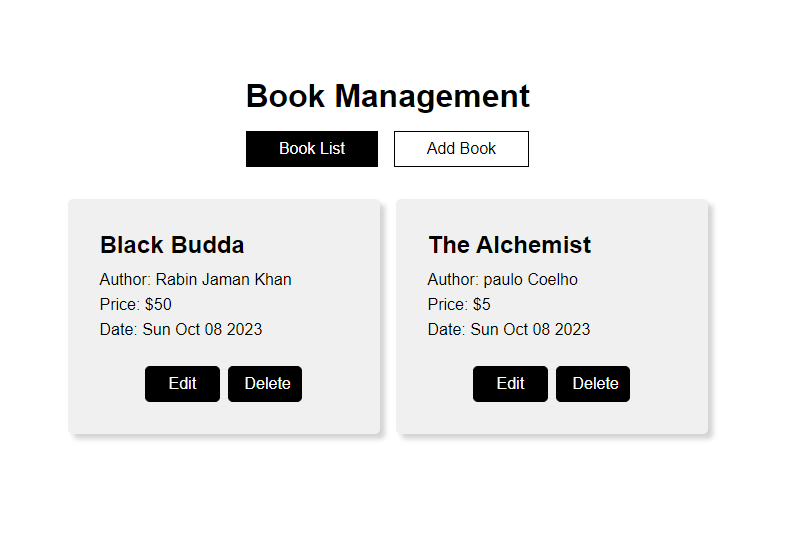 Book Management
Book List
Add Book
Black Budda
Author: Rabin Jaman Khan
Price: $50
Date: Sun Oct 08 2023
Edit
Delete
The Alchemist
Author: paulo Coelho
Price: $5
Date: Sun Oct 08 2023
Edit
Delete